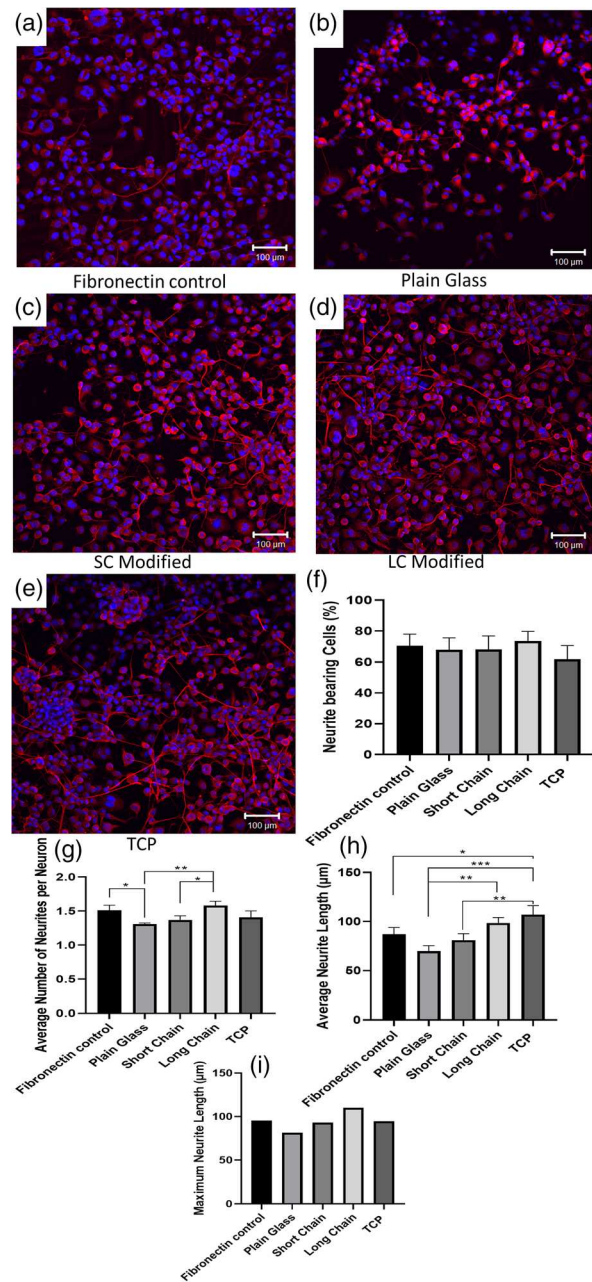 (a)
(b)
100 µm
100 µm
Fibronectin control
Plain Glass
(c)
(d)
100 µm
100 µm
SC Modified
LC Modified
(e)
100 µm
TCP
(f)
Neurite bearing Cells (%)
100
80
60
40
20
0
Fibronectin control
Plain Glass
Short Chain
Long Chain
TCP
(g)
Average Number of Neurites per Neuron
2.0
1.5
1.0
0.5
0.0
*
**
*
Fibronectin control
Plain Glass
Short Chain
Long Chain
TCP
(h)
Average Neurite Length (µm)
150
100
50
0
*
***
**
**
Fibronectin control
Plain Glass
Short Chain
Long Chain
TCP
(i)
Maximum Neurite Length (µm)
150
100
50
0
Fibronectin control
Plain Glass
Short Chain
Long Chain
TCP